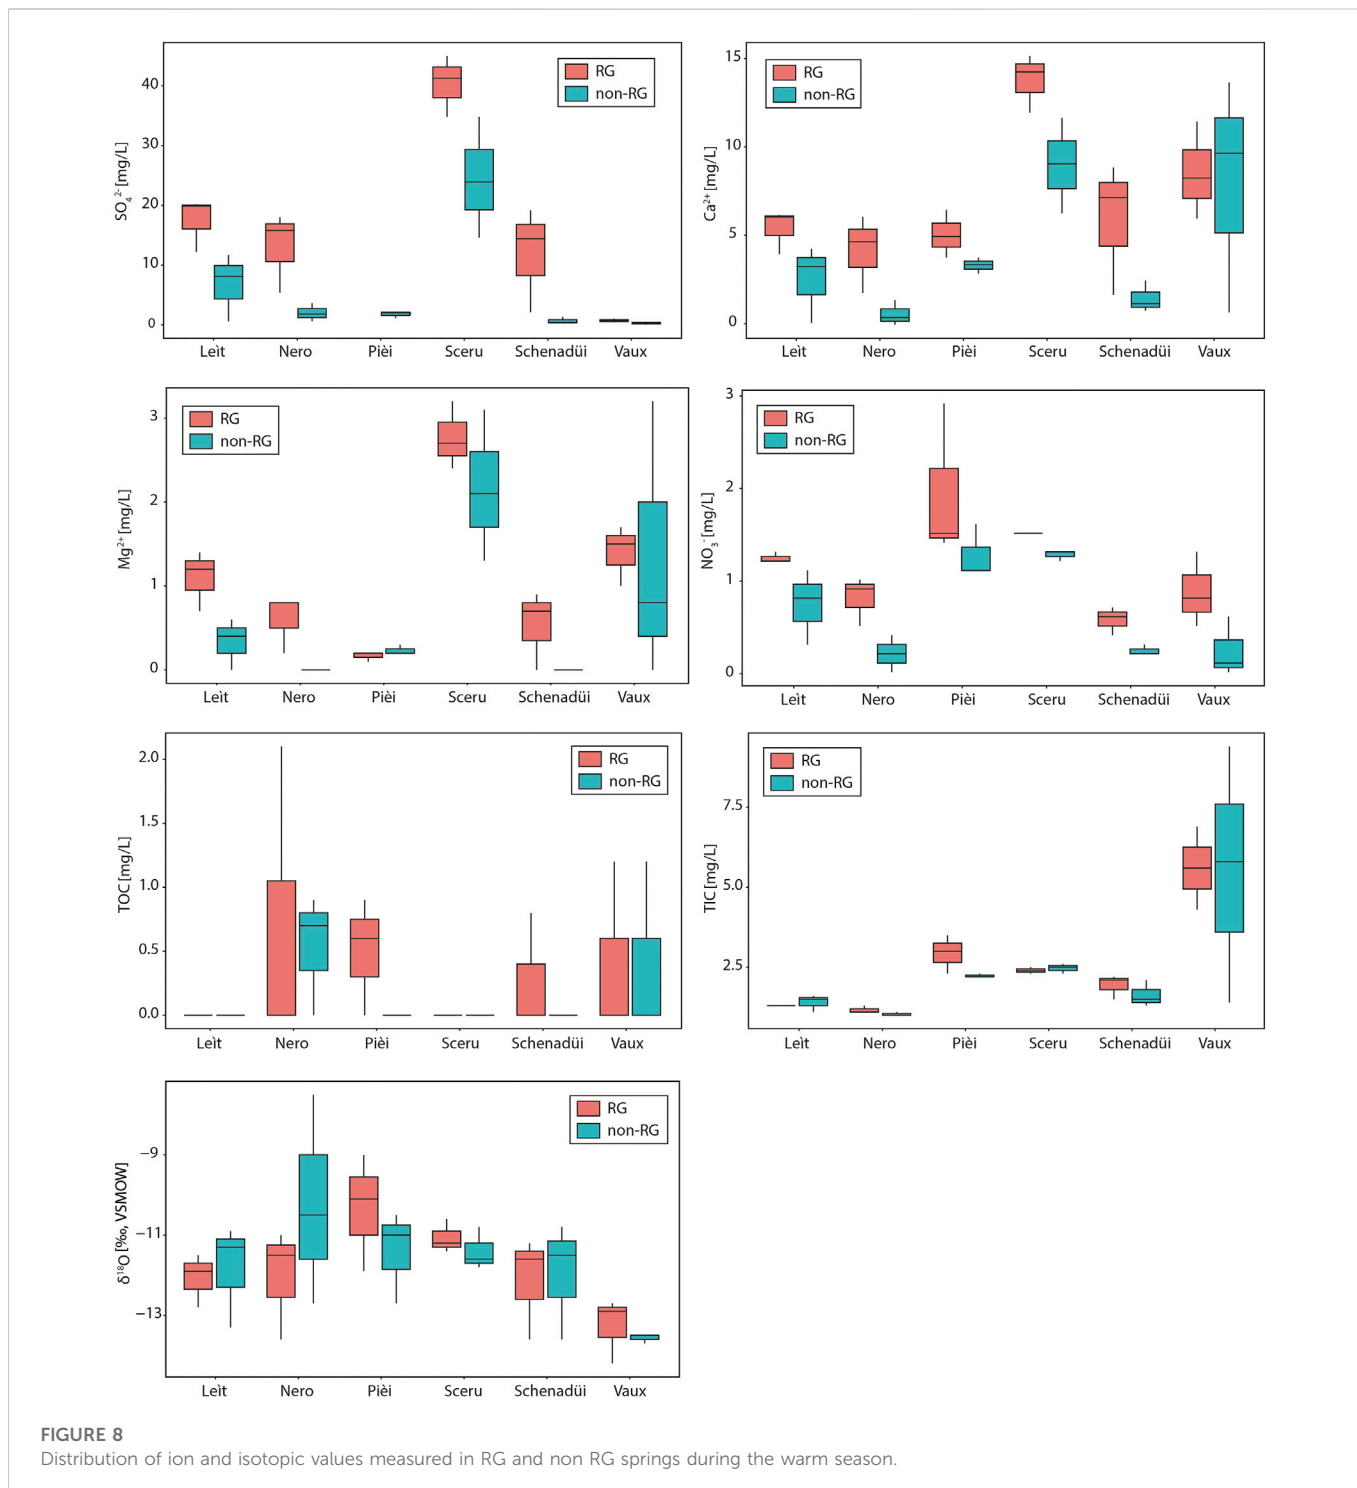 SO₄²⁻ [mg/L]
40
30
20
10
0
RG
non-RG
Leìt Nero Pièi Sceru Schenadüi Vaux
Ca²⁺ [mg/L]
15
10
5
0
RG
non-RG
Leìt Nero Pièi Sceru Schenadüi Vaux
Mg²⁺ [mg/L]
3
2
1
0
RG
non-RG
Leìt Nero Pièi Sceru Schenadüi Vaux
NO₃⁻ [mg/L]
3
2
1
0
RG
non-RG
Leìt Nero Pièi Sceru Schenadüi Vaux
TOC [mg/L]
2.0
1.5
1.0
0.5
0.0
RG
non-RG
Leìt Nero Pièi Sceru Schenadüi Vaux
TIC [mg/L]
7.5
5.0
2.5
RG
non-RG
Leìt Nero Pièi Sceru Schenadüi Vaux
δ¹⁸O [‰, VSMOW]
−9
−11
−13
RG
non-RG
Leìt Nero Pièi Sceru Schenadüi Vaux
FIGURE 8
Distribution of ion and isotopic values measured in RG and non RG springs during the warm season.